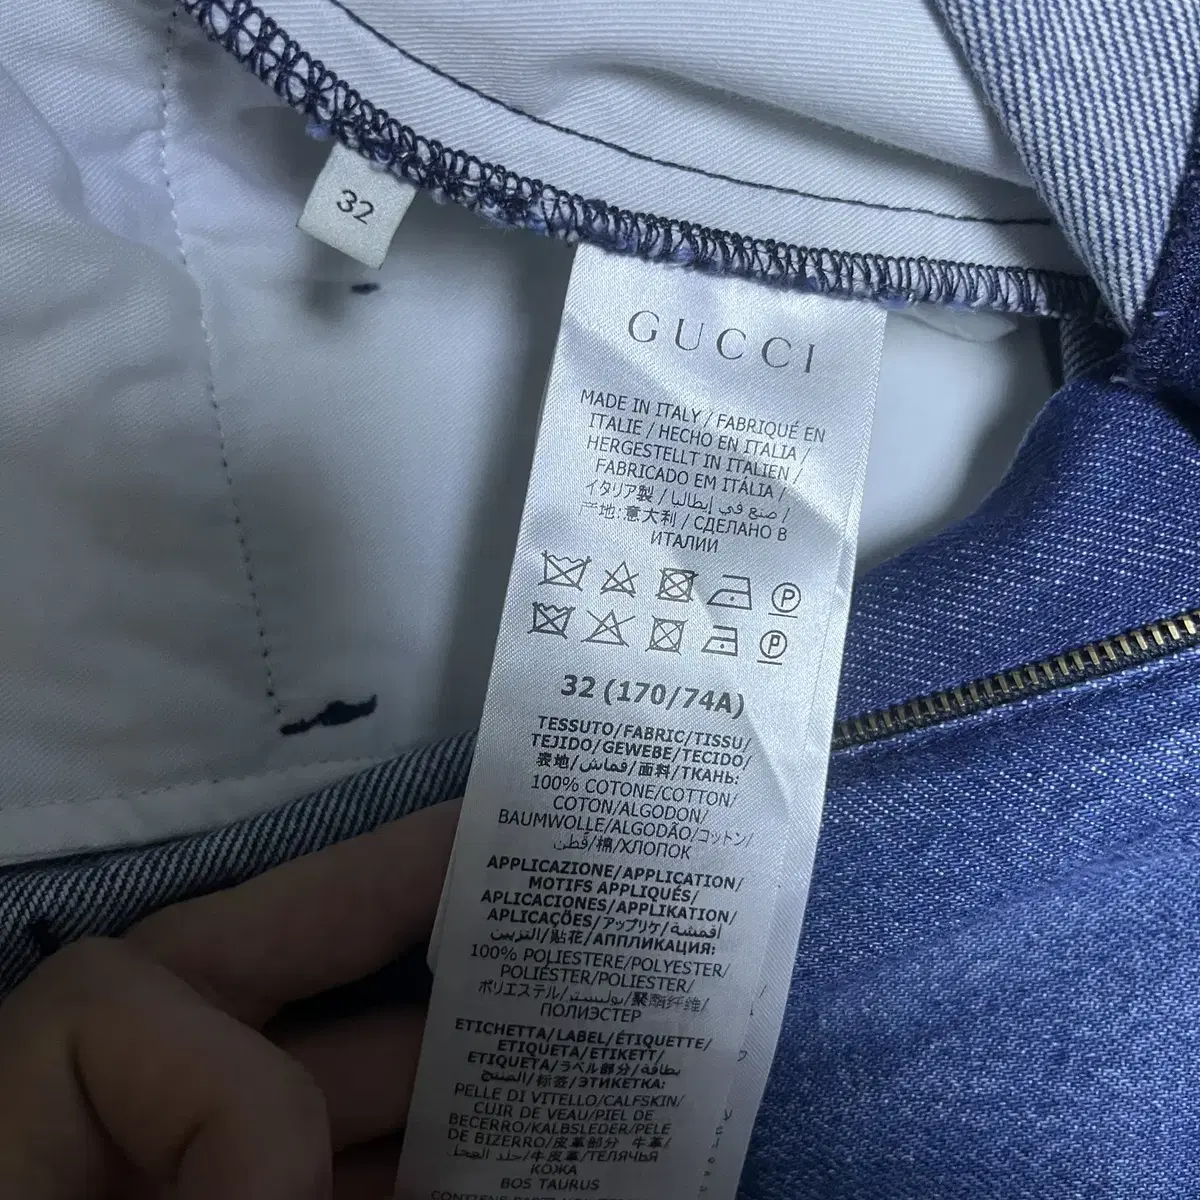 32
GUCCI
MADE IN ITALY / FABRIQUÉ EN
ITALIE / HECHO EN ITALIA /
HERGESTELLT IN ITALIEN /
FABRICADO EM ITÁLIA /
イタリア製 / صنع في إيطاليا /
产地:意大利 / СДЕЛАНО В
ИТАЛИИ
P
P
32 (170/74A)
TESSUTO/FABRIC/TISSU/
TEJIDO/GEWEBE/TECIDO/
表地/قماش/面料/ТКАНЬ:
100% COTONE/COTTON/
COTON/ALGODON/
BAUMWOLLE/ALGODÃO/コットン/
قطن/棉/ХЛОПОК
APPLICAZIONE/APPLICATION/
MOTIFS APPLIQUÉS/
APLICACIONES/APPLIKATION/
APLICAÇÕES/アップリケ/أقمشة
التزيين/貼花/АППЛИКАЦИЯ:
100% POLIESTERE/POLYESTER/
POLIÉSTER/POLIESTER/
ポリエステル/بوليستر/聚酯纤维/
ПОЛИЭСТЕР
ETICHETTA/LABEL/ÉTIQUETTE/
ETIQUETA/ETIKETT/
ETIQUETA/ラベル部分/بطاقة
المنتج/标签/ЭТИКЕТКА:
PELLE DI VITELLO/CALFSKIN/
CUIR DE VEAU/PIEL DE
BECERRO/KALBSLEDER/PELE
DE BIZERRO/皮革部分 牛革/
جلد العجل/牛皮革/ТЕЛЯЧЬЯ
КОЖА
BOS TAURUS